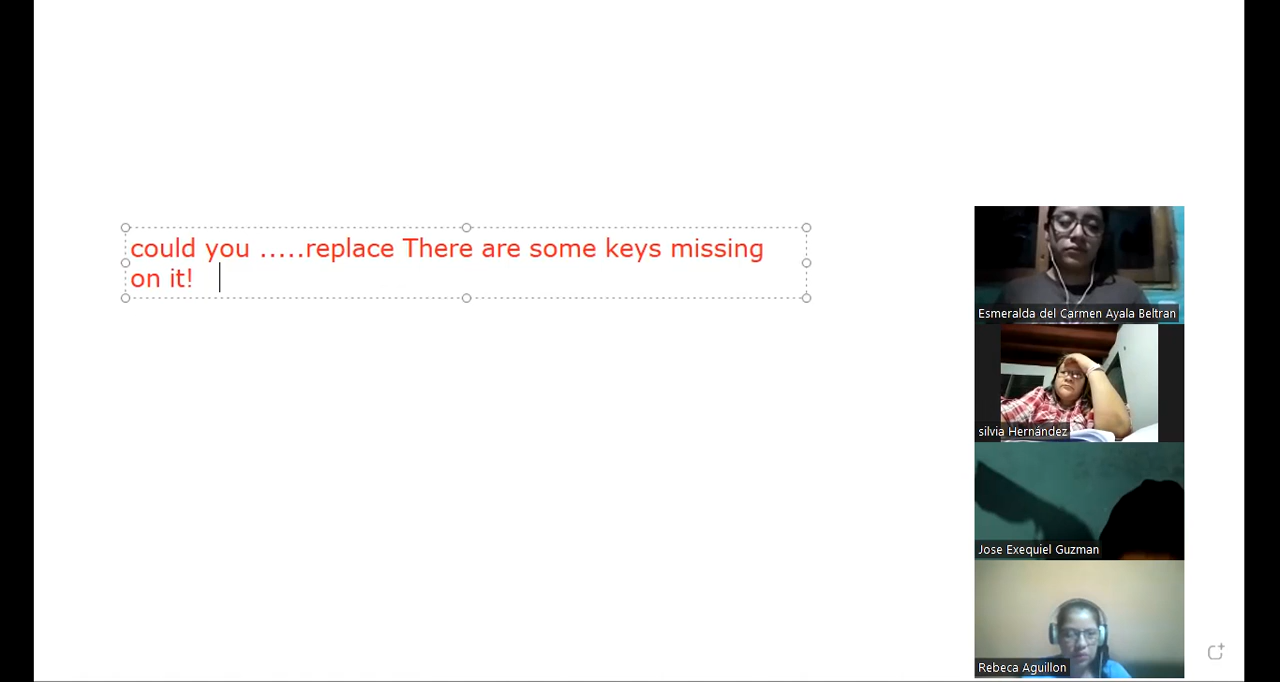 could you .....replace There are some keys missing
on it!
Esmeralda del Carmen Ayala Beltran
silvia Hernández
Jose Exequiel Guzman
Rebeca Aguillon